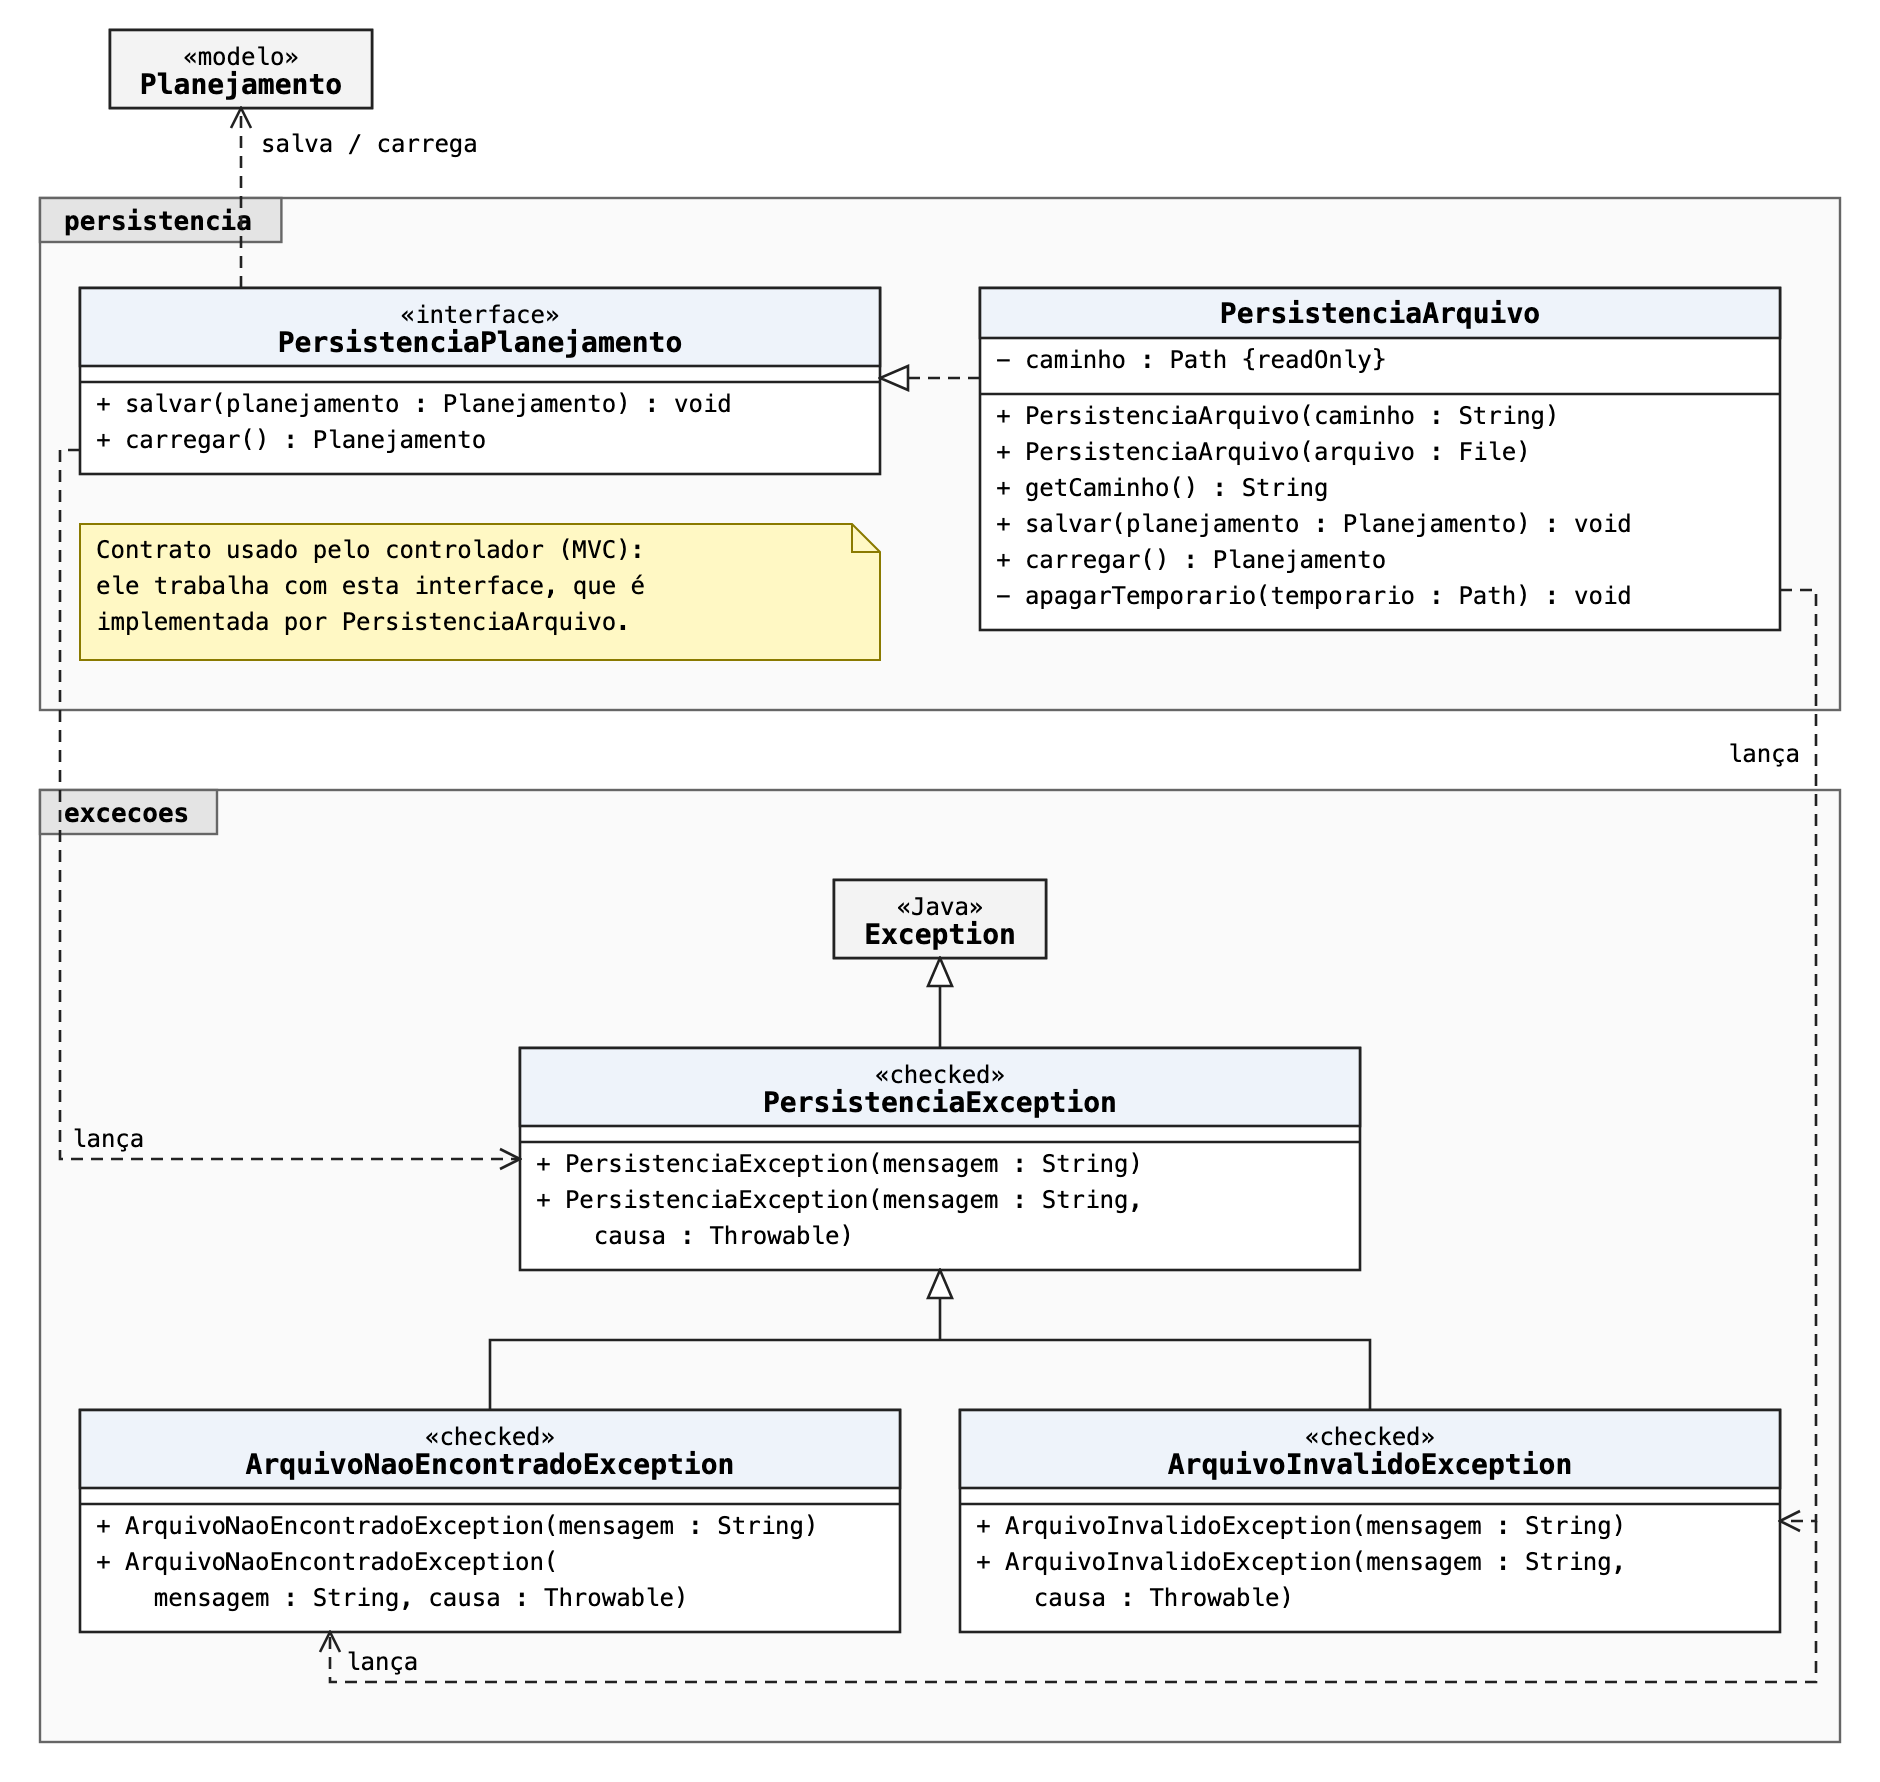 «modelo»
Planejamento
salva / carrega
persistencia
«interface»
PersistenciaPlanejamento
+ salvar(planejamento : Planejamento) : void
+ carregar() : Planejamento
PersistenciaArquivo
− caminho : Path {readOnly}
+ PersistenciaArquivo(caminho : String)
+ PersistenciaArquivo(arquivo : File)
+ getCaminho() : String
+ salvar(planejamento : Planejamento) : void
+ carregar() : Planejamento
− apagarTemporario(temporario : Path) : void
Contrato usado pelo controlador (MVC):
ele trabalha com esta interface, que é
implementada por PersistenciaArquivo.
lança
excecoes
«Java»
Exception
«checked»
PersistenciaException
+ PersistenciaException(mensagem : String)
+ PersistenciaException(mensagem : String,
causa : Throwable)
lança
«checked»
ArquivoNaoEncontradoException
+ ArquivoNaoEncontradoException(mensagem : String)
+ ArquivoNaoEncontradoException(
mensagem : String, causa : Throwable)
«checked»
ArquivoInvalidoException
+ ArquivoInvalidoException(mensagem : String)
+ ArquivoInvalidoException(mensagem : String,
causa : Throwable)
lança